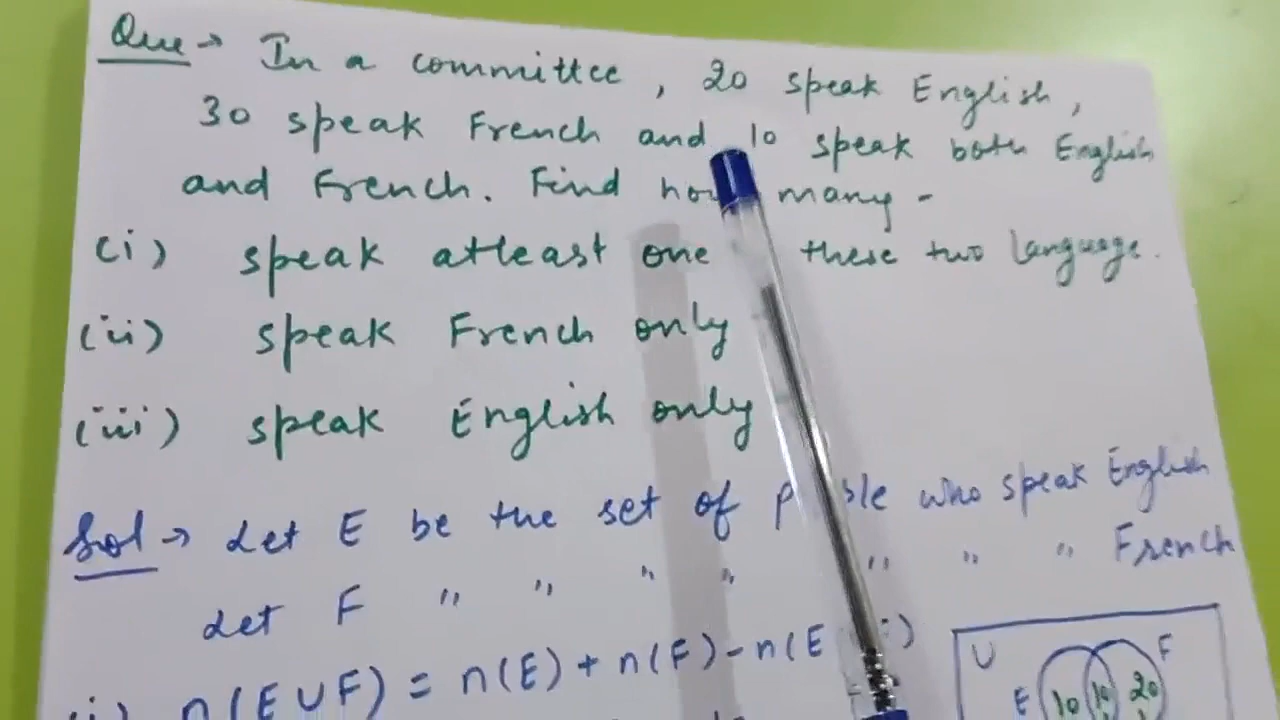 Que → In a committee, 20 speak English,
30 speak French and 10 speak both English
and French. Find how many -
(i) speak atleast one these two language.
(ii) speak French only
(iii) speak English only
Sol → Let E be the set of who speak English
Let F " " " " " " " French
(i) n(E ∪ F) = n(E) + n(F) - n(E )
U
E F
10 10 20